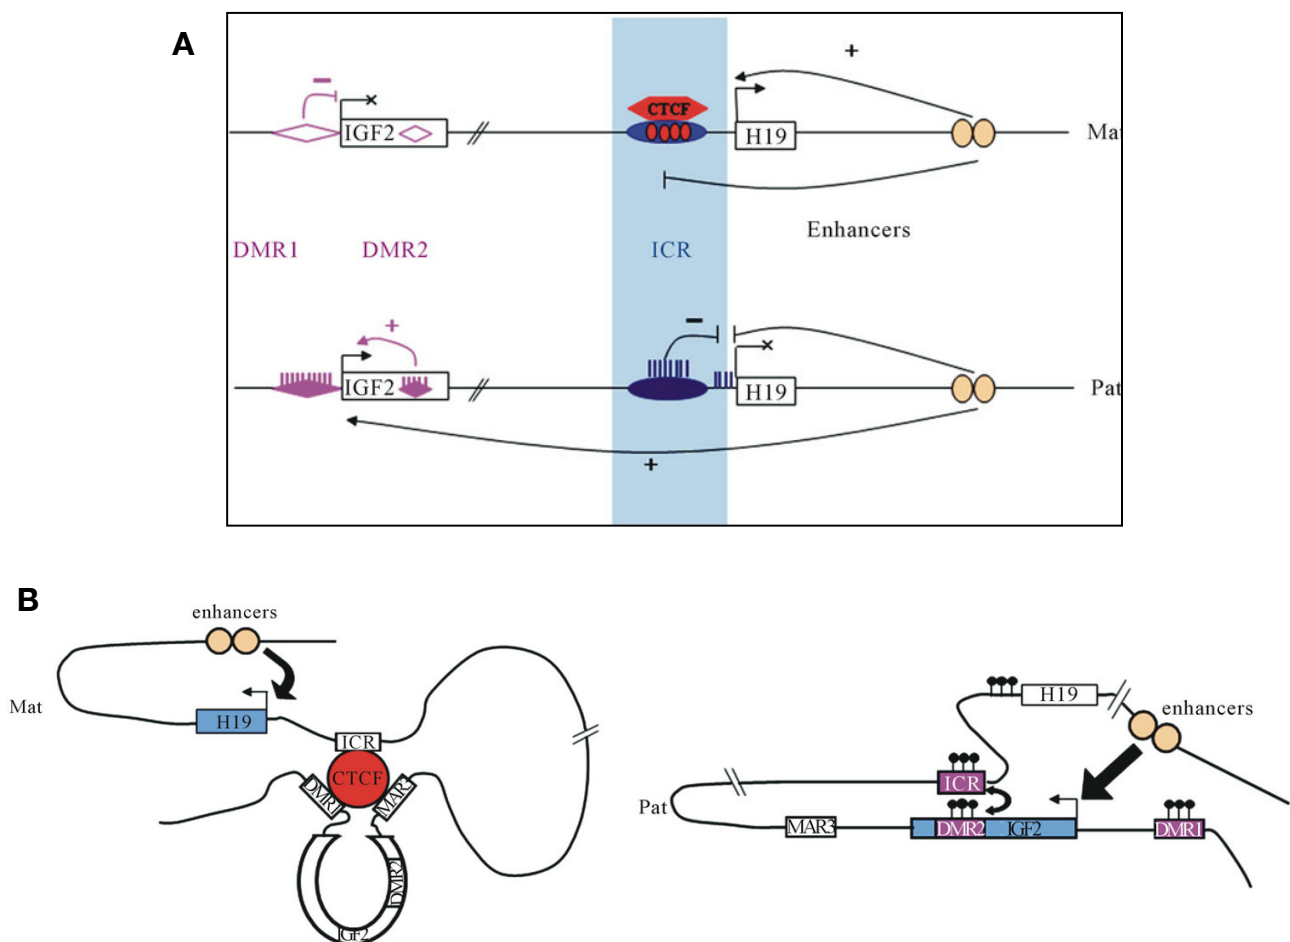 A
+
−
CTCF
IGF2
H19
Mat
Enhancers
DMR1 DMR2 ICR
+
−
IGF2
H19
Pat
+
B
enhancers
Mat
H19
ICR
CTCF
DMR1
MAR3
DMR2
IGF2
H19
enhancers
ICR
Pat
MAR3
DMR2
IGF2
DMR1